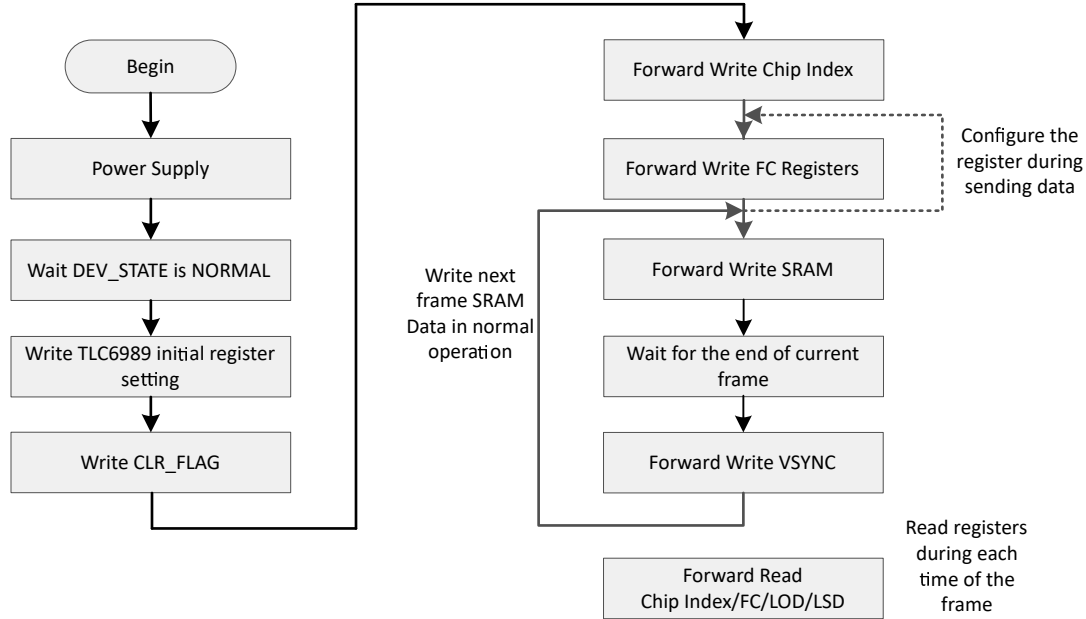 Begin
Power Supply
Wait DEV_STATE is NORMAL
Write TLC6989 initial register
setting
Write CLR_FLAG
Forward Write Chip Index
Configure the
register during
sending data
Forward Write FC Registers
Write next
frame SRAM
Data in normal
operation
Forward Write SRAM
Wait for the end of current
frame
Forward Write VSYNC
Read registers
during each
time of the
frame
Forward Read
Chip Index/FC/LOD/LSD